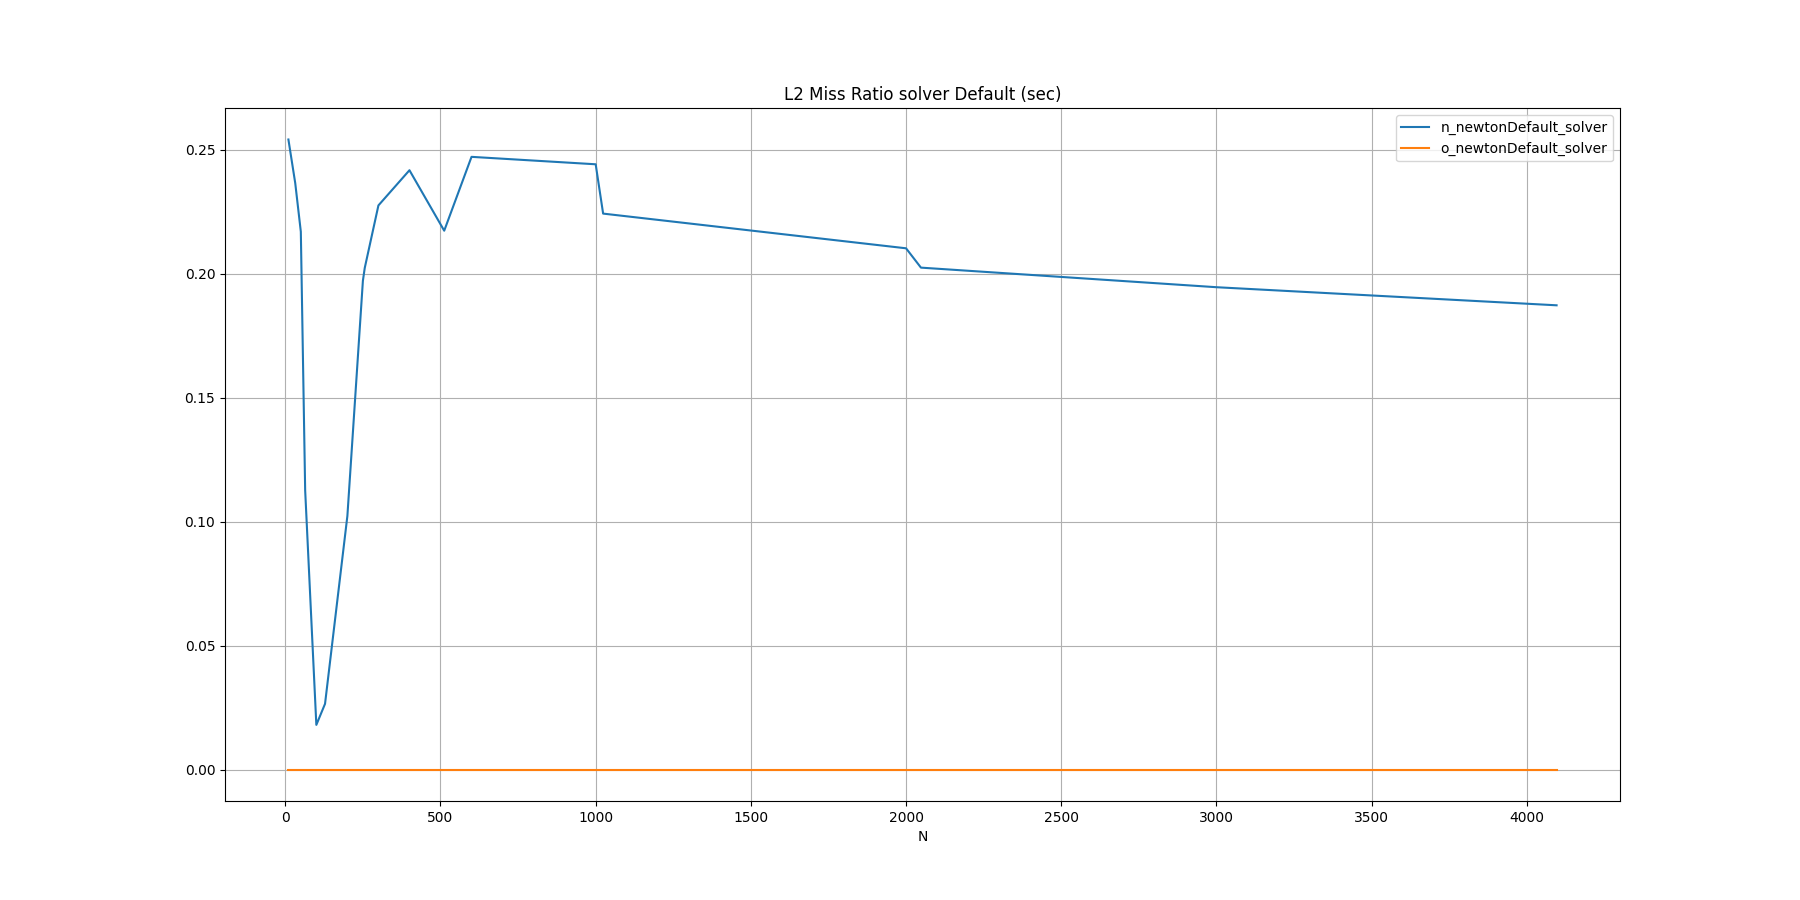 L2 Miss Ratio solver Default (sec)
n_newtonDefault_solver
o_newtonDefault_solver
0.25
0.20
0.15
0.10
0.05
0.00
0 500 1000 1500 2000 2500 3000 3500 4000
N